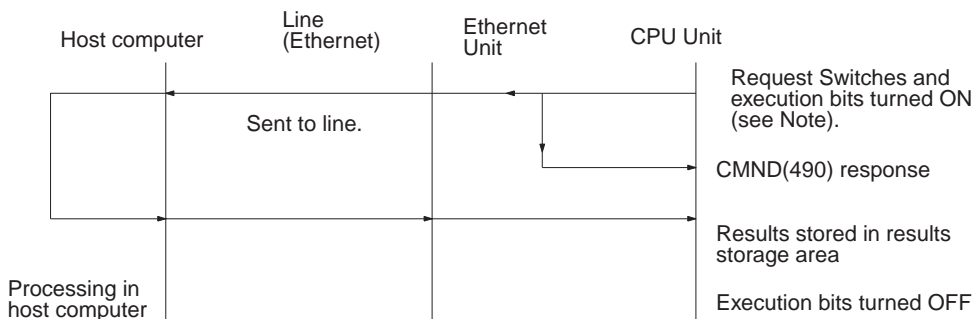 Host computer
Line
(Ethernet)
Ethernet
Unit
CPU Unit
Request Switches and
execution bits turned ON
(see Note).
Sent to line.
CMND(490) response
Results stored in results
storage area
Processing in
host computer
Execution bits turned OFF